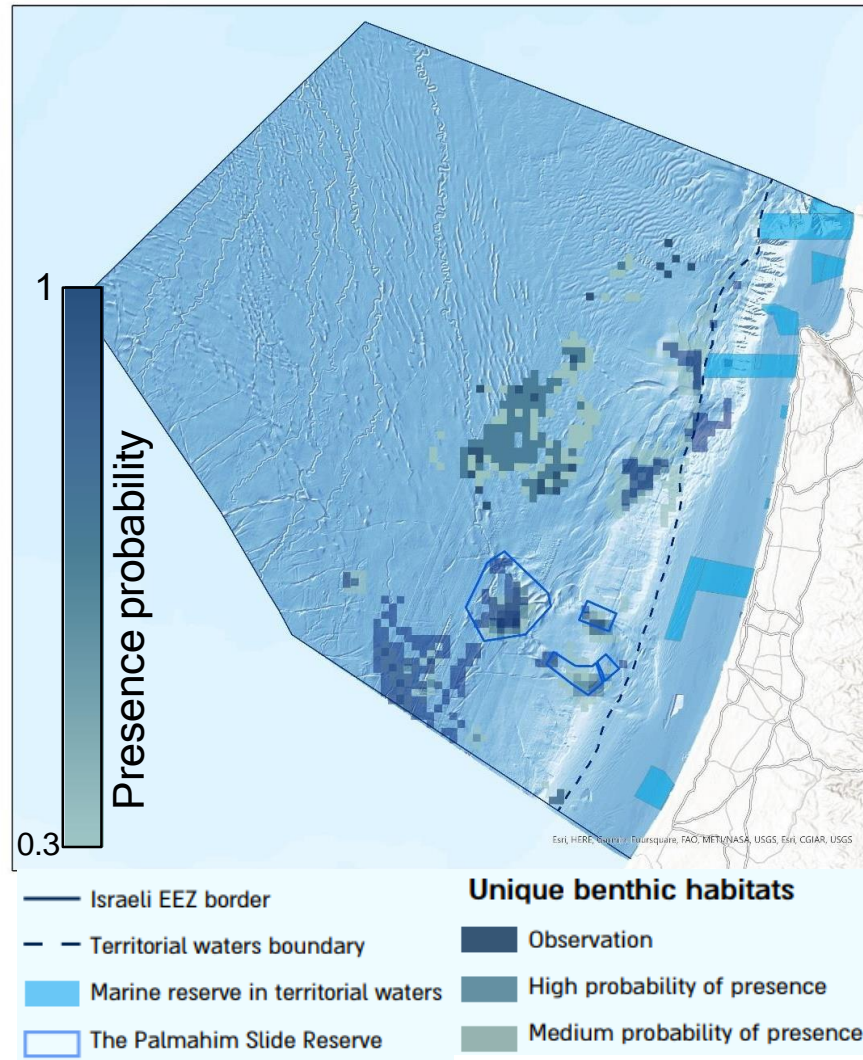 1
Presence probability
0.3
Esri, HERE, Garmin, Foursquare, FAO, METI/NASA, USGS, Esri, CGIAR, USGS
Israeli EEZ border
Territorial waters boundary
Marine reserve in territorial waters
The Palmahim Slide Reserve
Unique benthic habitats
Observation
High probability of presence
Medium probability of presence